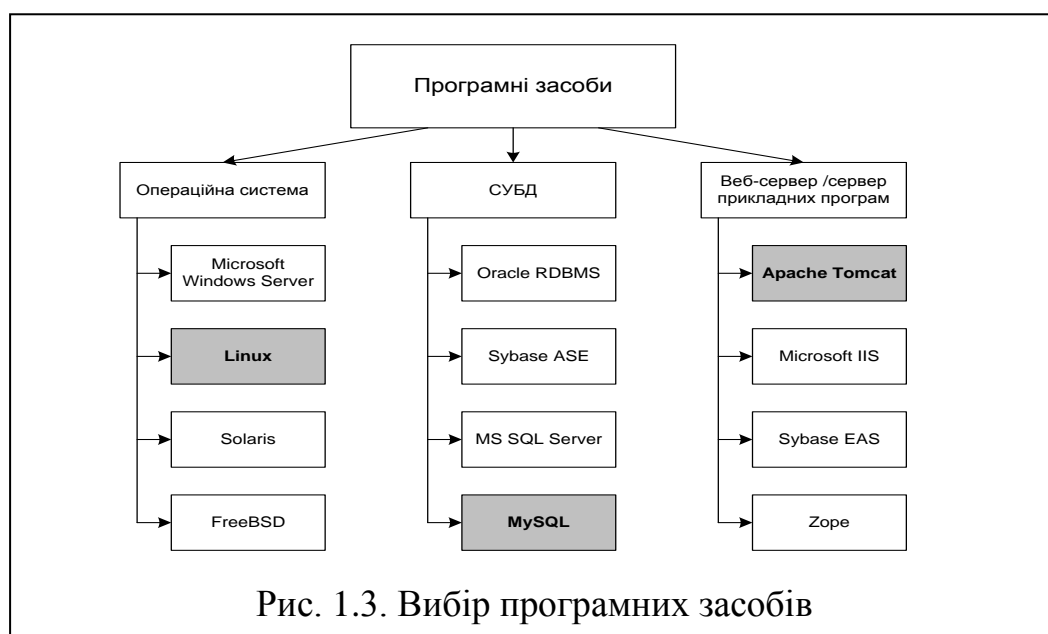 Програмні засоби
Операційна система
СУБД
Веб-сервер /сервер
прикладних програм
Microsoft
Windows Server
Oracle RDBMS
Apache Tomcat
Linux
Sybase ASE
Microsoft IIS
Solaris
MS SQL Server
Sybase EAS
FreeBSD
MySQL
Zope
Рис. 1.3. Вибір програмних засобів